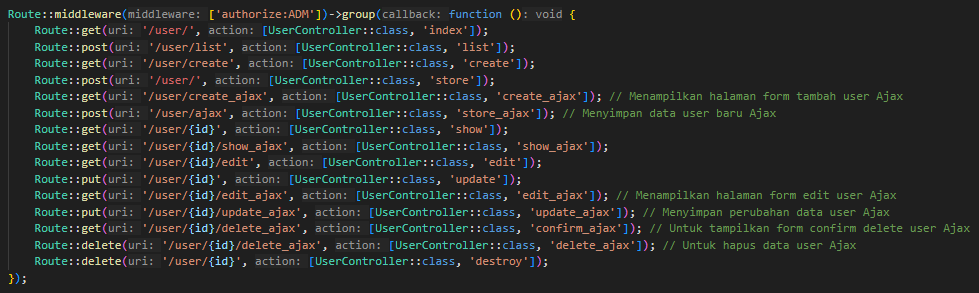 Route::middleware(middleware: ['authorize:ADM'])->group(callback: function (): void {
    Route::get(uri: '/user/', action: [UserController::class, 'index']);
    Route::post(uri: '/user/list', action: [UserController::class, 'list']);
    Route::get(uri: '/user/create', action: [UserController::class, 'create']);
    Route::post(uri: '/user/', action: [UserController::class, 'store']);
    Route::get(uri: '/user/create_ajax', action: [UserController::class, 'create_ajax']); // Menampilkan halaman form tambah user Ajax
    Route::post(uri: '/user/ajax', action: [UserController::class, 'store_ajax']); // Menyimpan data user baru Ajax
    Route::get(uri: '/user/{id}', action: [UserController::class, 'show']);
    Route::get(uri: '/user/{id}/show_ajax', action: [UserController::class, 'show_ajax']);
    Route::get(uri: '/user/{id}/edit', action: [UserController::class, 'edit']);
    Route::put(uri: '/user/{id}', action: [UserController::class, 'update']);
    Route::get(uri: '/user/{id}/edit_ajax', action: [UserController::class, 'edit_ajax']); // Menampilkan halaman form edit user Ajax
    Route::put(uri: '/user/{id}/update_ajax', action: [UserController::class, 'update_ajax']); // Menyimpan perubahan data user Ajax
    Route::get(uri: '/user/{id}/delete_ajax', action: [UserController::class, 'confirm_ajax']); // Untuk tampilkan form confirm delete user Ajax
    Route::delete(uri: '/user/{id}/delete_ajax', action: [UserController::class, 'delete_ajax']); // Untuk hapus data user Ajax
    Route::delete(uri: '/user/{id}', action: [UserController::class, 'destroy']);
});